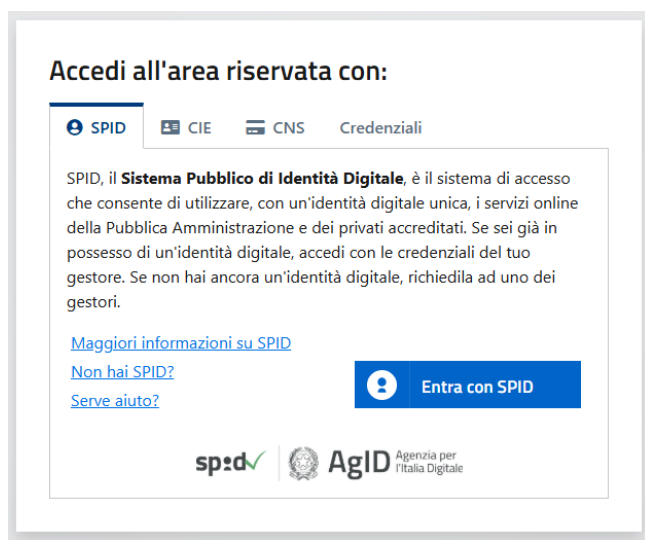 Accedi all'area riservata con:
SPID CIE CNS Credenziali
SPID, il Sistema Pubblico di Identità Digitale, è il sistema di accesso
che consente di utilizzare, con un'identità digitale unica, i servizi online
della Pubblica Amministrazione e dei privati accreditati. Se sei già in
possesso di un'identità digitale, accedi con le credenziali del tuo
gestore. Se non hai ancora un'identità digitale, richiedila ad uno dei
gestori.
Maggiori informazioni su SPID
Non hai SPID?
Serve aiuto?
Entra con SPID
spid AgID Agenzia per
l'Italia Digitale